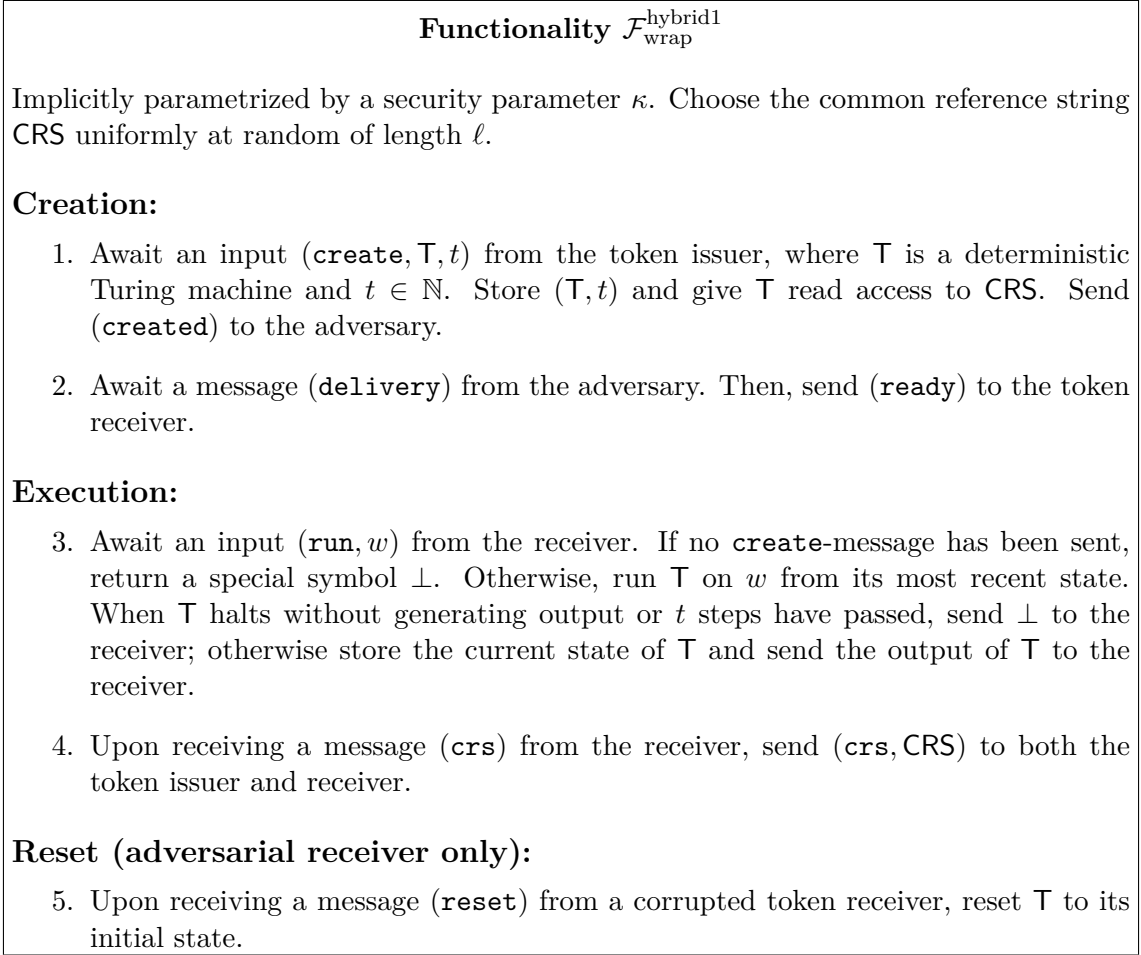 Functionality F_wrap^hybrid1
Implicitly parametrized by a security parameter κ. Choose the common reference string
CRS uniformly at random of length ℓ.
Creation:
1. Await an input (create, T, t) from the token issuer, where T is a deterministic
Turing machine and t ∈ ℕ. Store (T, t) and give T read access to CRS. Send
(created) to the adversary.
2. Await a message (delivery) from the adversary. Then, send (ready) to the token
receiver.
Execution:
3. Await an input (run, w) from the receiver. If no create-message has been sent,
return a special symbol ⊥. Otherwise, run T on w from its most recent state.
When T halts without generating output or t steps have passed, send ⊥ to the
receiver; otherwise store the current state of T and send the output of T to the
receiver.
4. Upon receiving a message (crs) from the receiver, send (crs, CRS) to both the
token issuer and receiver.
Reset (adversarial receiver only):
5. Upon receiving a message (reset) from a corrupted token receiver, reset T to its
initial state.